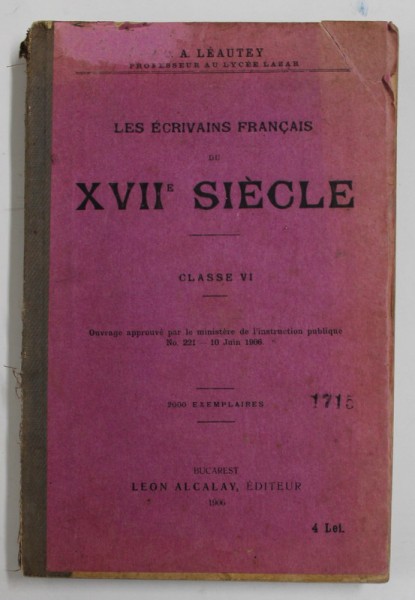 A. LÉAUTEY
PROFESSEUR AU LYCÉE LAZAR
LES ÉCRIVAINS FRANÇAIS
DU
XVIIE SIÈCLE
CLASSE VI
Ouvrage approuvé par le ministère de l'instruction publique
No. 221 — 10 Juin 1906
EXEMPLAIRES
1715
BUCAREST
LEON ALCALAY, ÉDITEUR
1906
4 Lei.